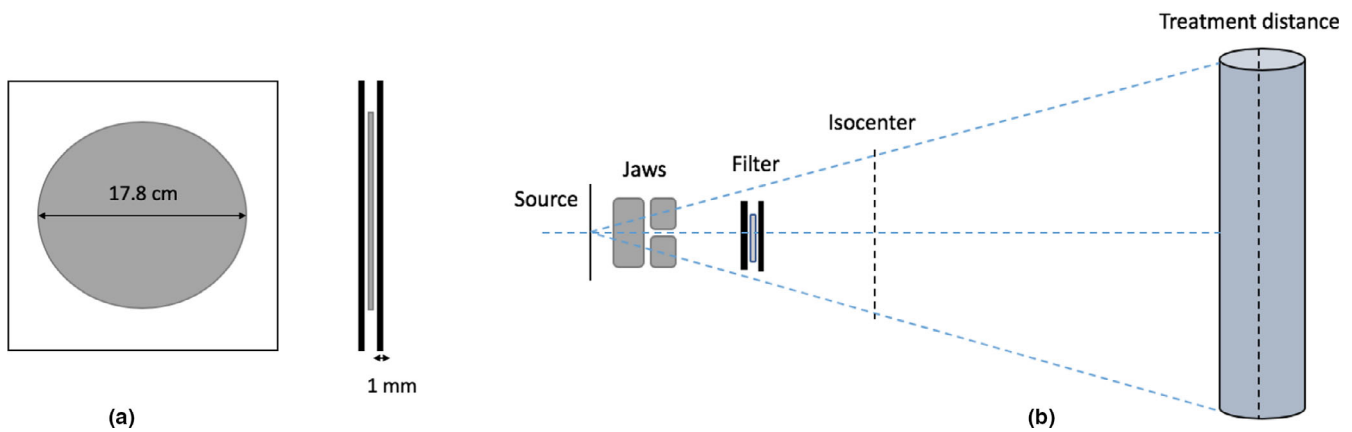 17.8 cm
1 mm
(a)
Source
Jaws
Filter
Isocenter
Treatment distance
(b)